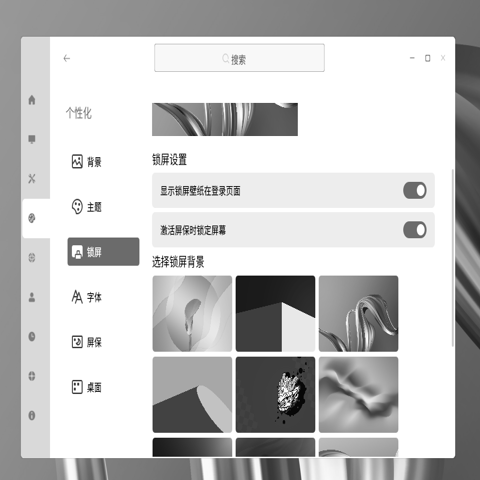 搜索
个性化
背景
主题
锁屏
字体
屏保
桌面
锁屏设置
显示锁屏壁纸在登录页面
激活屏保时锁定屏幕
选择锁屏背景